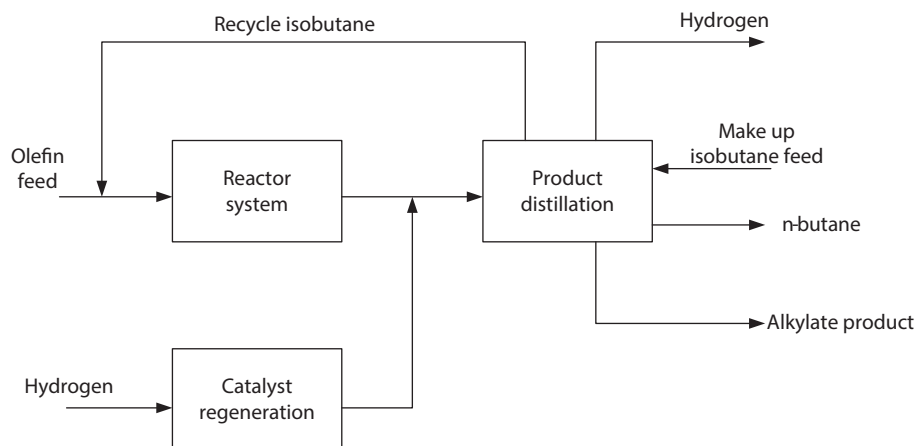 Recycle isobutane
Hydrogen
Olefin
feed
Reactor
system
Product
distillation
Make up
isobutane feed
n-butane
Alkylate product
Hydrogen
Catalyst
regeneration